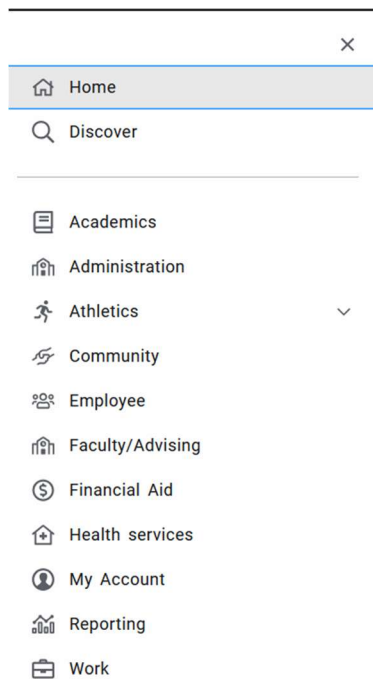 Home
Discover
Academics
Administration
Athletics
Community
Employee
Faculty/Advising
Financial Aid
Health services
My Account
Reporting
Work